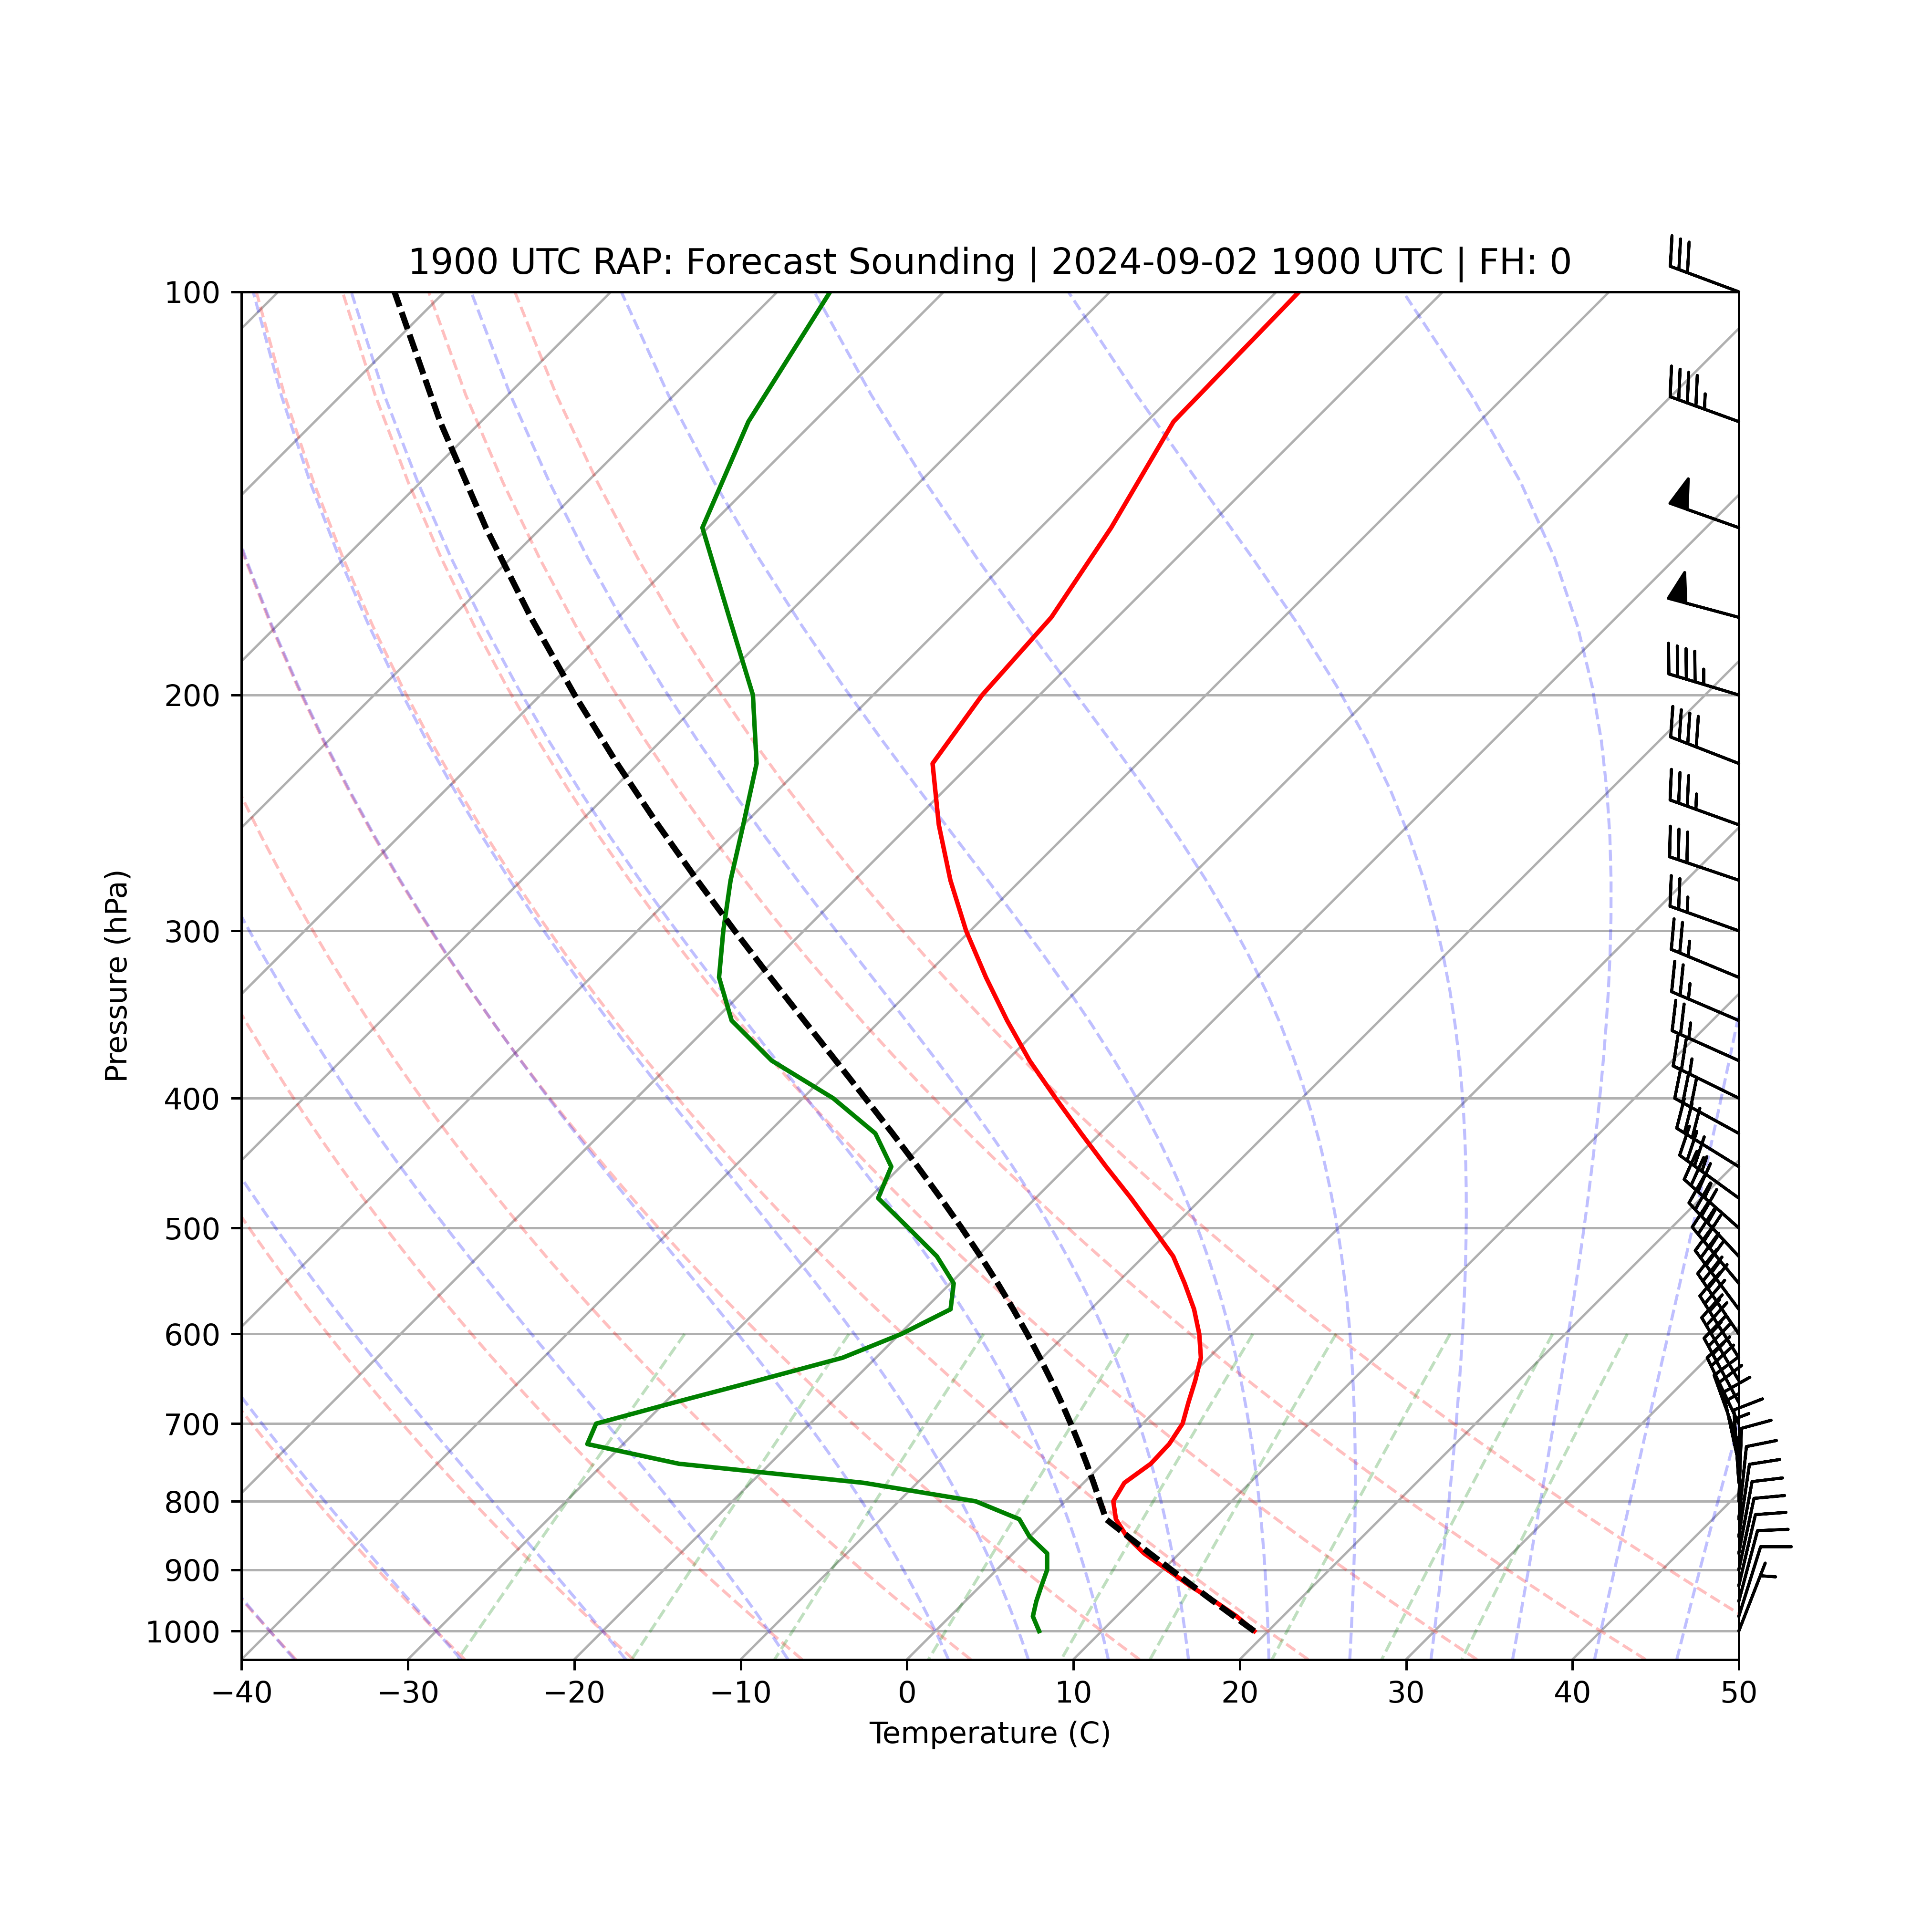 1900 UTC RAP: Forecast Sounding | 2024-09-02 1900 UTC | FH: 0
100
200
300
400
500
600
700
800
900
1000
Pressure (hPa)
−40 −30 −20 −10 0 10 20 30 40 50
Temperature (C)